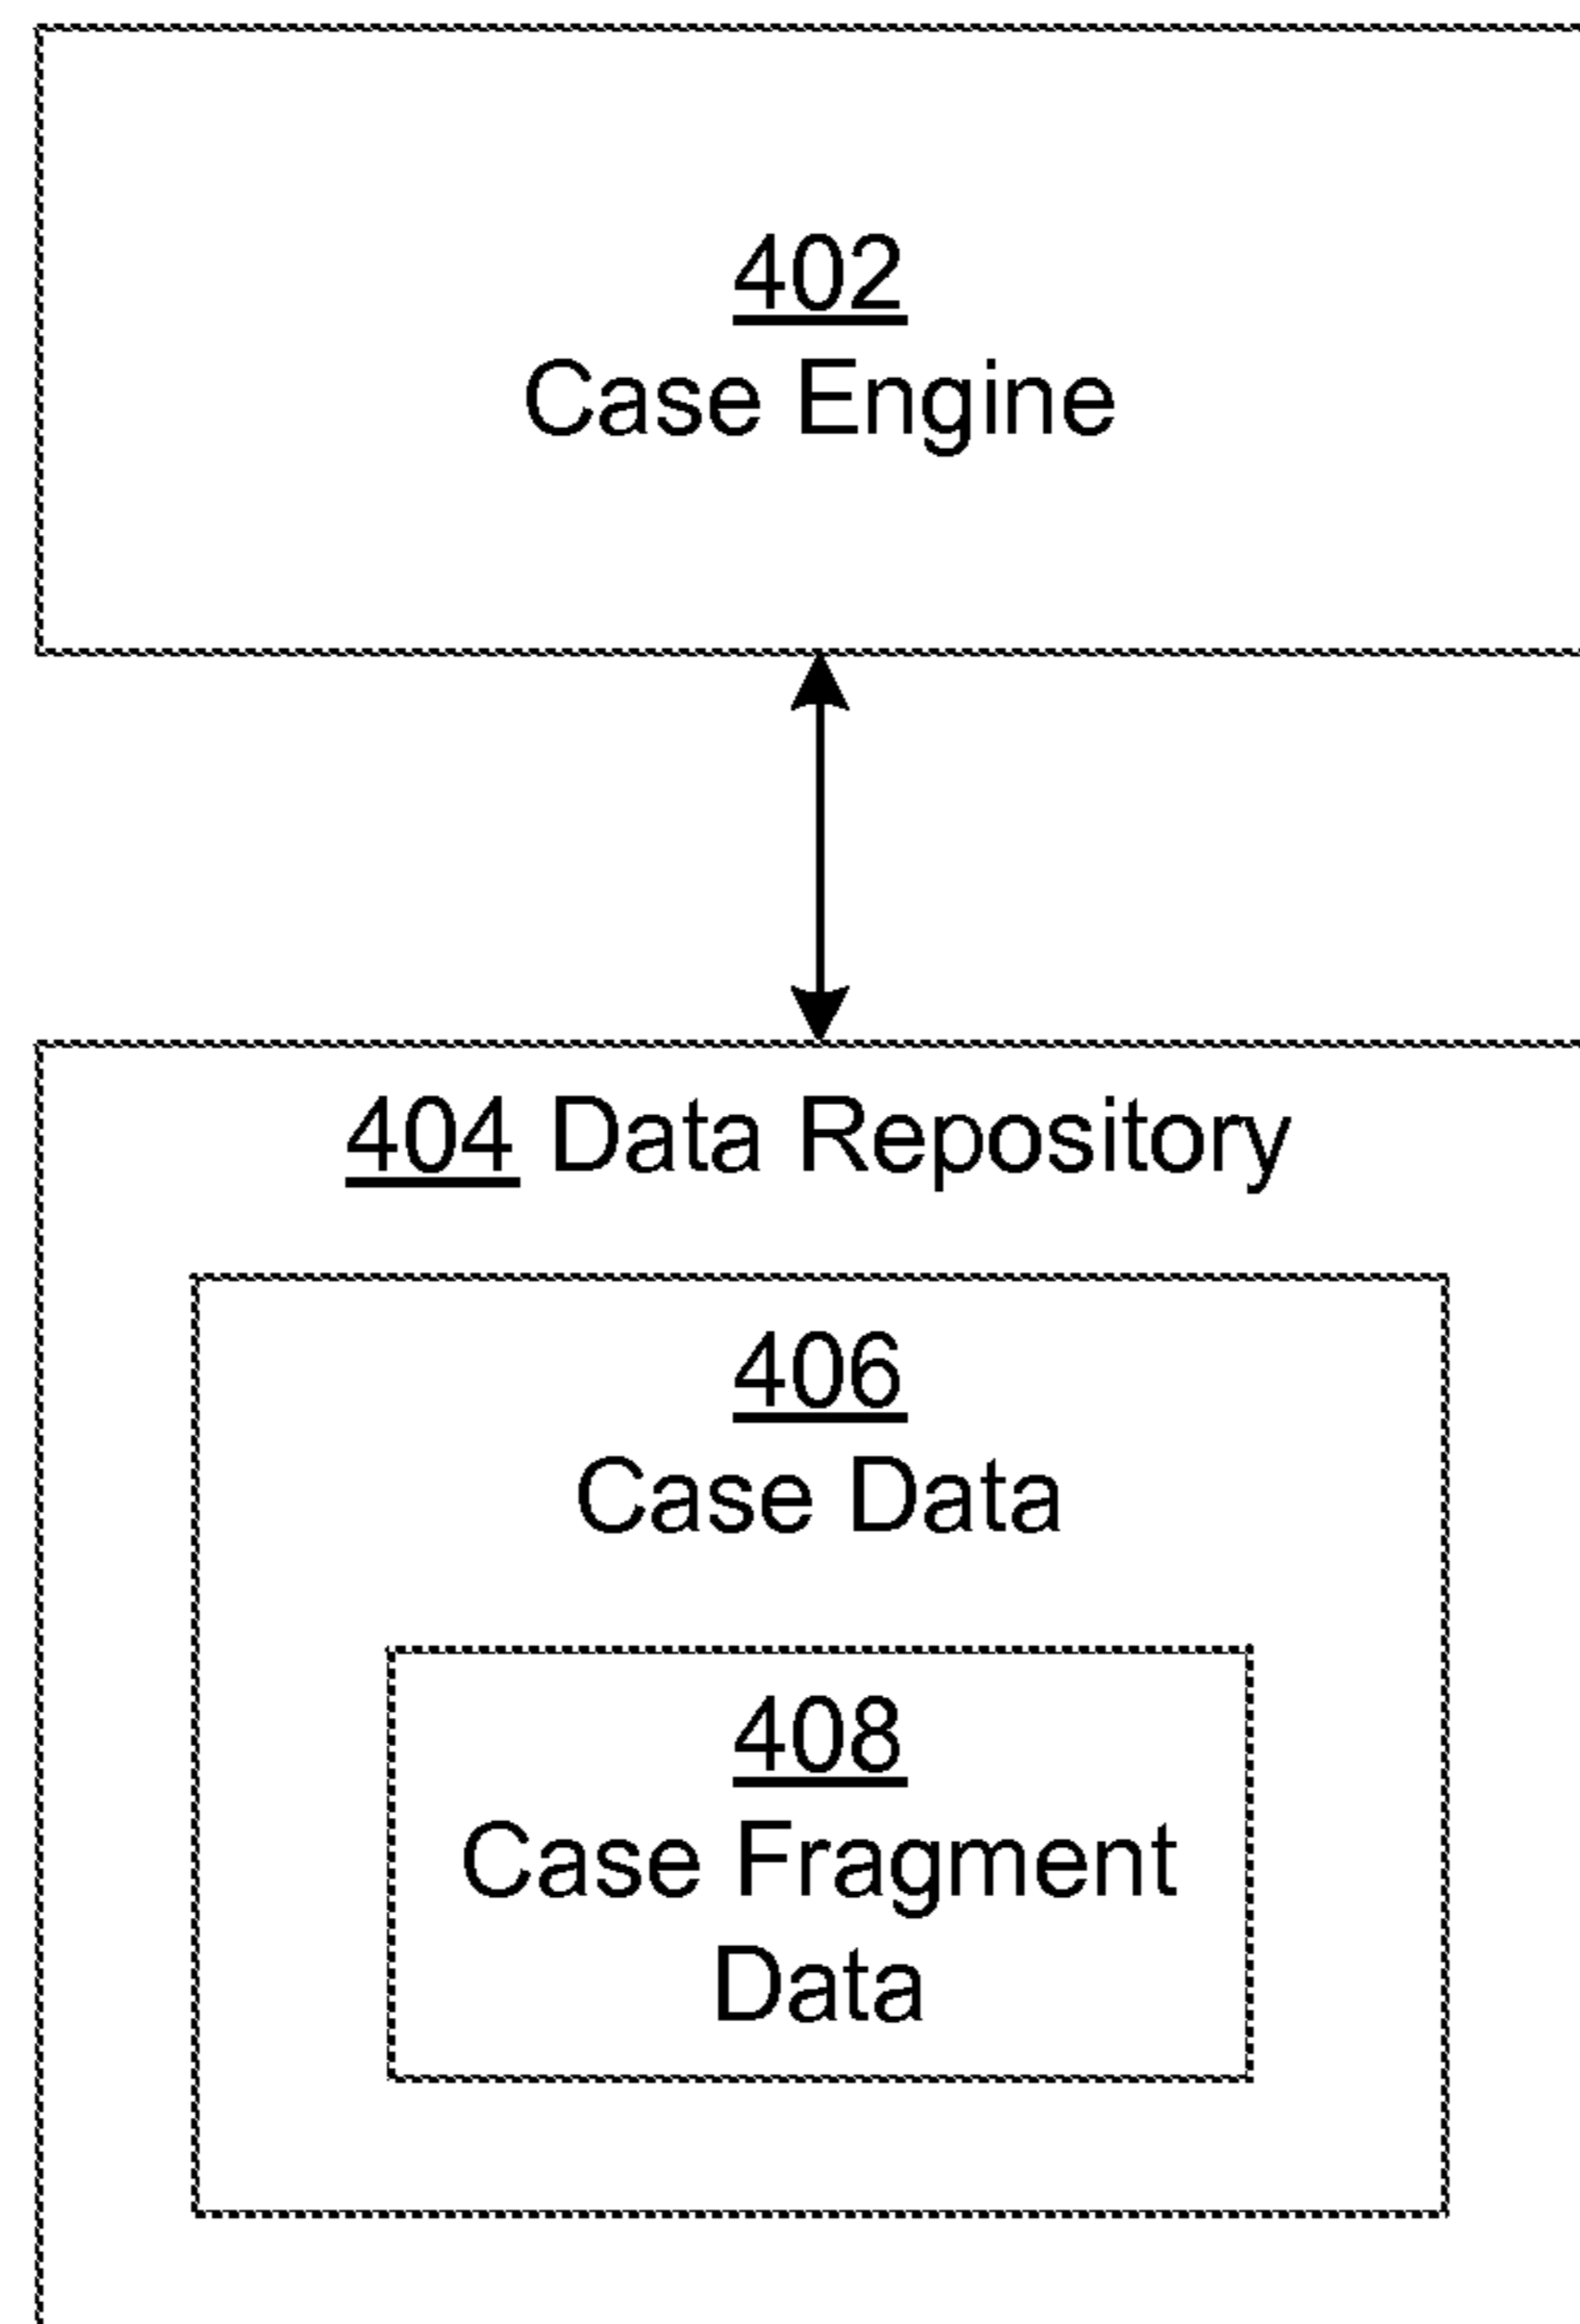 402
Case Engine
404 Data Repository
406
Case Data
408
Case Fragment
Data